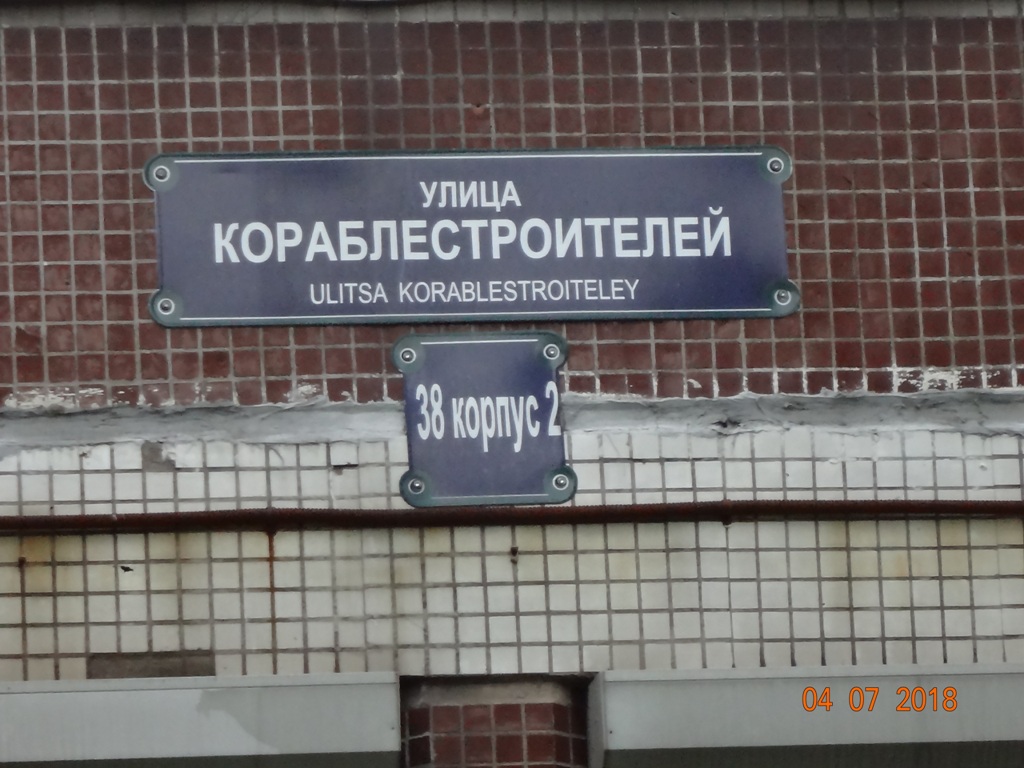 УЛИЦА
КОРАБЛЕСТРОИТЕЛЕЙ
ULITSA KORABLESTROITELEY
38 корпус 2
04 07 2018